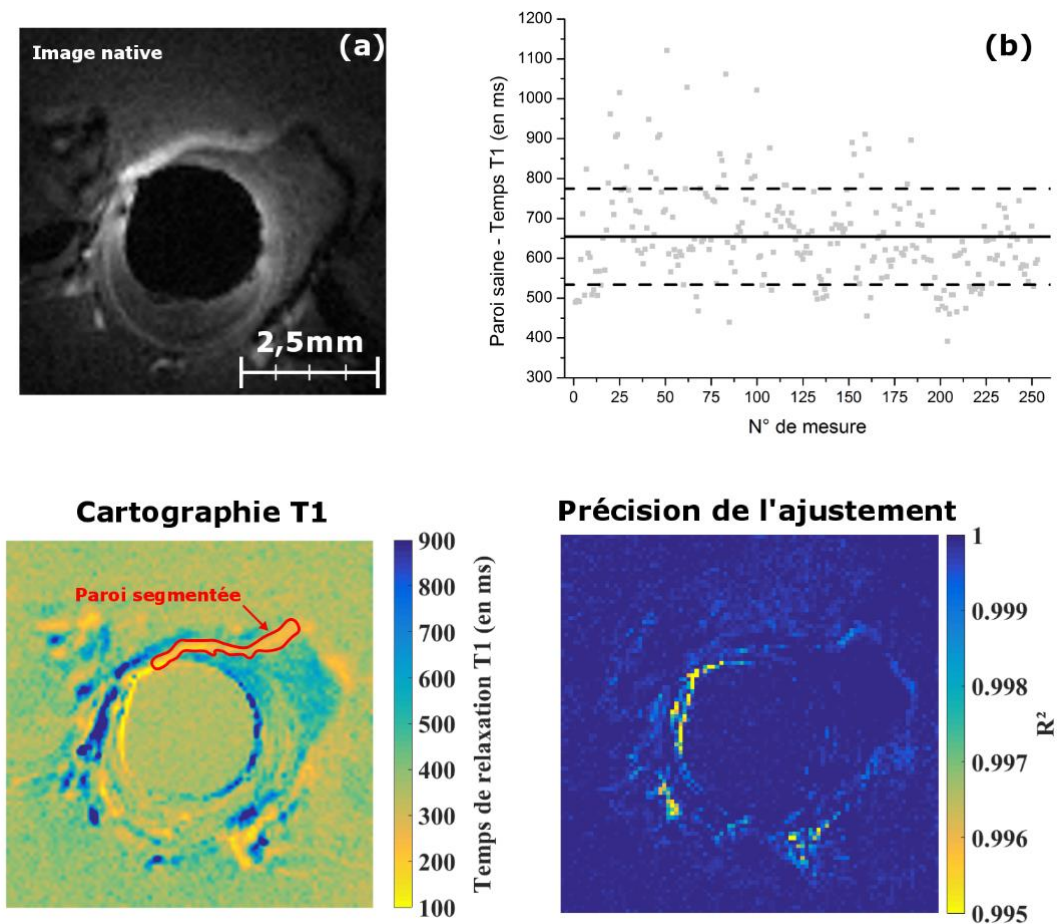 Image native
(a)
2,5mm
(b)
Paroi saine - Temps T1 (en ms)
1200
1100
1000
900
800
700
600
500
400
300
0 25 50 75 100 125 150 175 200 225 250
N° de mesure
Cartographie T1
Paroi segmentée
900
800
700
600
500
400
300
200
100
Temps de relaxation T1 (en ms)
Précision de l'ajustement
1
0.999
0.998
0.997
0.996
0.995
R²